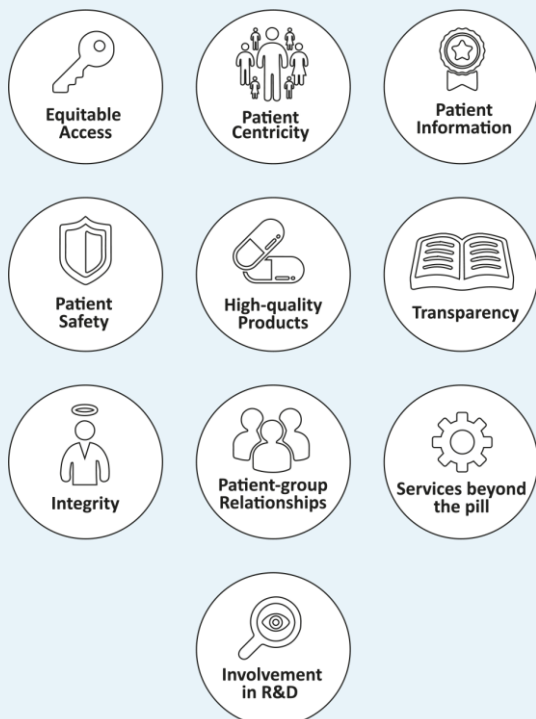 Equitable
Access
Patient
Centricity
Patient
Information
Patient
Safety
High-quality
Products
Transparency
Integrity
Patient-group
Relationships
Services beyond
the pill
Involvement
in R&D